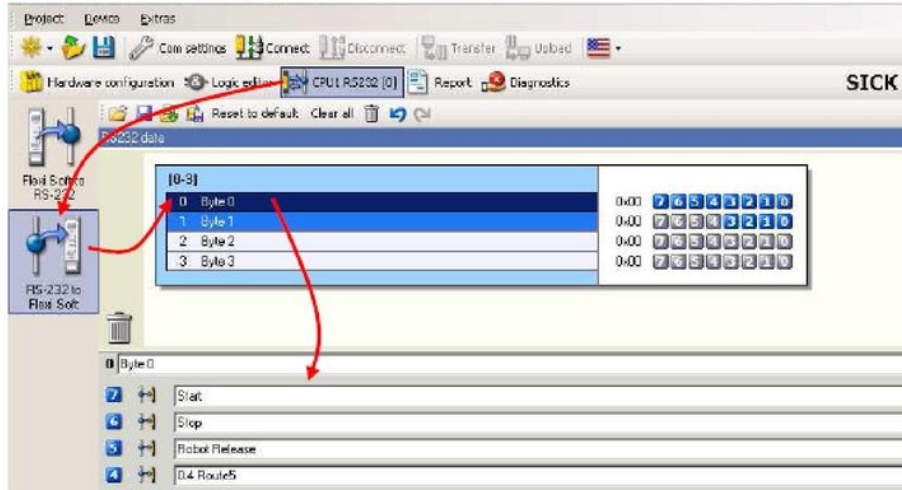 Project Device Extras
Com settings Connect Disconnect Transfer Upload
Hardware configuration Logic editor CPU1 RS232 [0] Report Diagnostics SICK
Reset to default Clear all
RS232 data
Flexi Soft to
RS-232
[0-3]
0 Byte 0 0x00 7 6 5 4 3 2 1 0
1 Byte 1 0x00 7 6 5 4 3 2 1 0
2 Byte 2 0x00 7 6 5 4 3 2 1 0
3 Byte 3 0x00 7 6 5 4 3 2 1 0
RS-232 to
Flexi Soft
0 Byte 0
7 Start
6 Stop
5 Robot Release
4 0.4 Route5